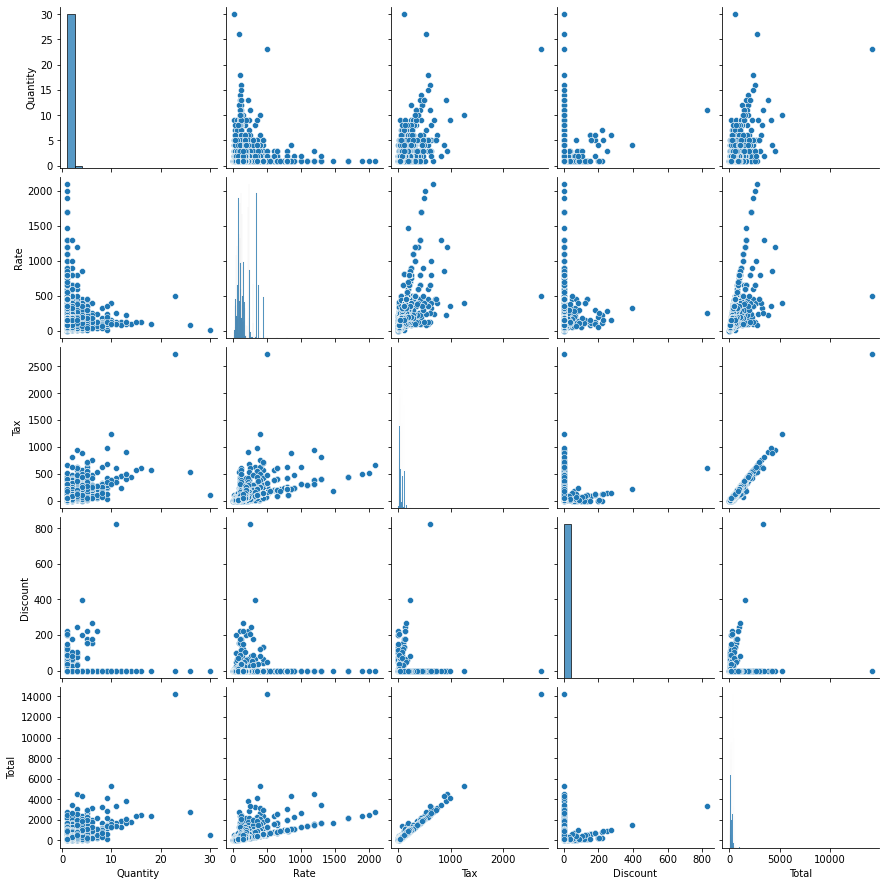 30
25
20
15
10
5
0
Quantity
2000
1500
1000
500
0
Rate
2500
2000
1500
1000
500
0
Tax
800
600
400
200
0
Discount
14000
12000
10000
8000
6000
4000
2000
0
Total
0 10 20 30
0 500 1000 1500 2000
0 1000 2000
0 200 400 600 800
0 5000 10000
Quantity Rate Tax Discount Total